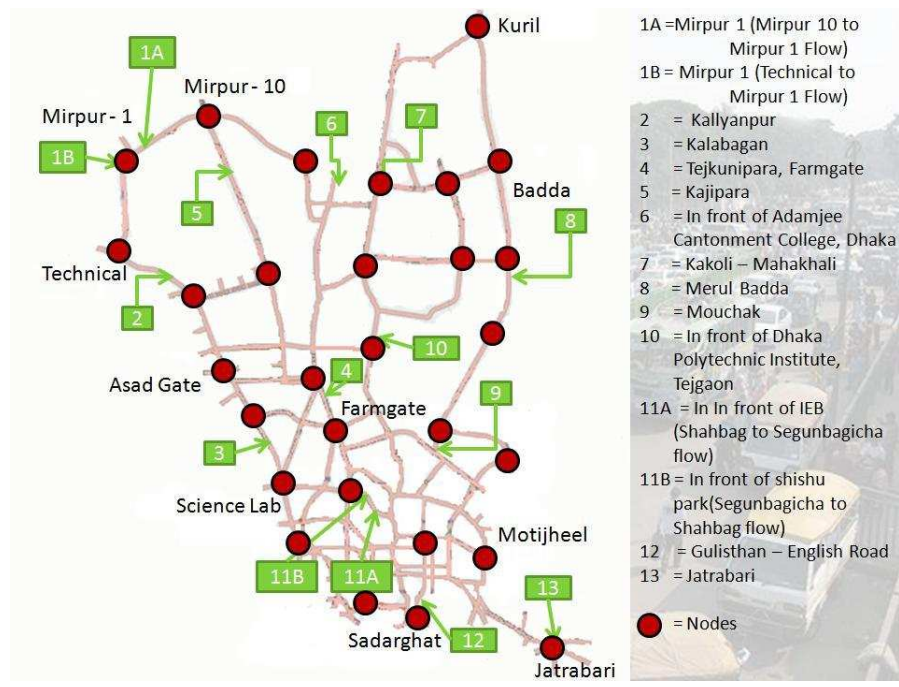 Kuril
1A
Mirpur - 10
Mirpur - 1
6
7
1B
5
Badda
8
Technical
2
10
Asad Gate
4
Farmgate
9
3
Science Lab
Motijheel
11B
11A
13
Sadarghat
12
Jatrabari
1A =Mirpur 1 (Mirpur 10 to
Mirpur 1 Flow)
1B = Mirpur 1 (Technical to
Mirpur 1 Flow)
2 = Kallyanpur
3 = Kalabagan
4 = Tejkunipara, Farmgate
5 = Kajipara
6 = In front of Adamjee
Cantonment College, Dhaka
7 = Kakoli – Mahakhali
8 = Merul Badda
9 = Mouchak
10 = In front of Dhaka
Polytechnic Institute,
Tejgaon
11A = In In front of IEB
(Shahbag to Segunbagicha
flow)
11B = In front of shishu
park(Segunbagicha to
Shahbag flow)
12 = Gulisthan – English Road
13 = Jatrabari
= Nodes